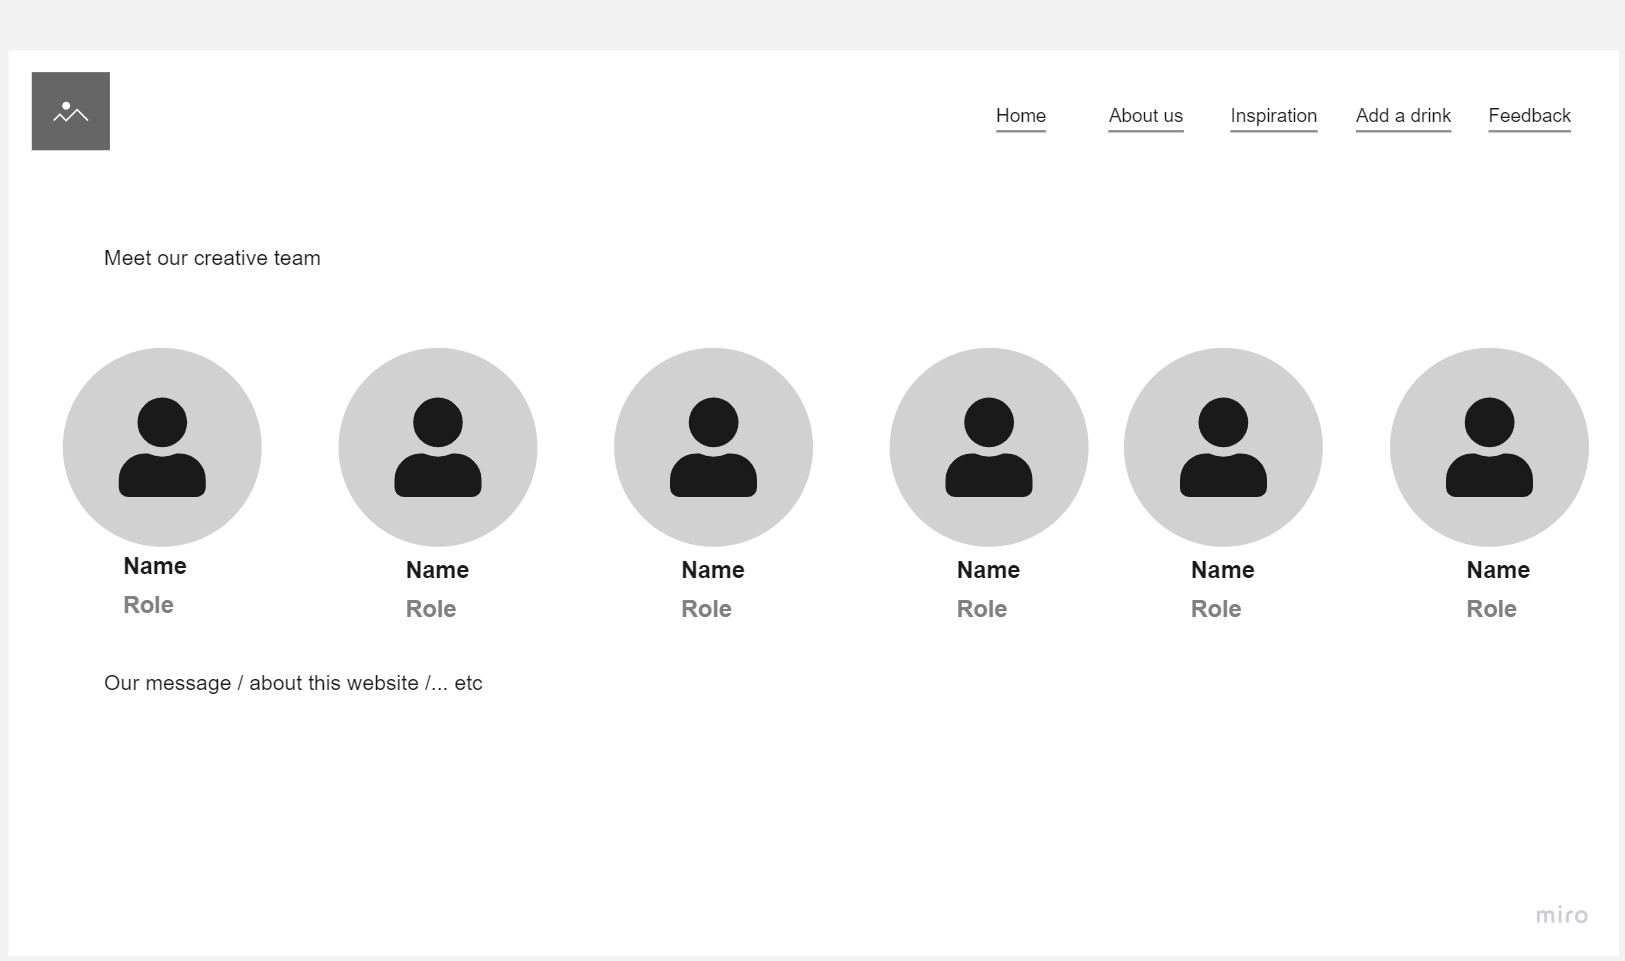 Home About us Inspiration Add a drink Feedback
Meet our creative team
Name Name Name Name Name Name
Role Role Role Role Role Role
Our message / about this website /... etc
miro